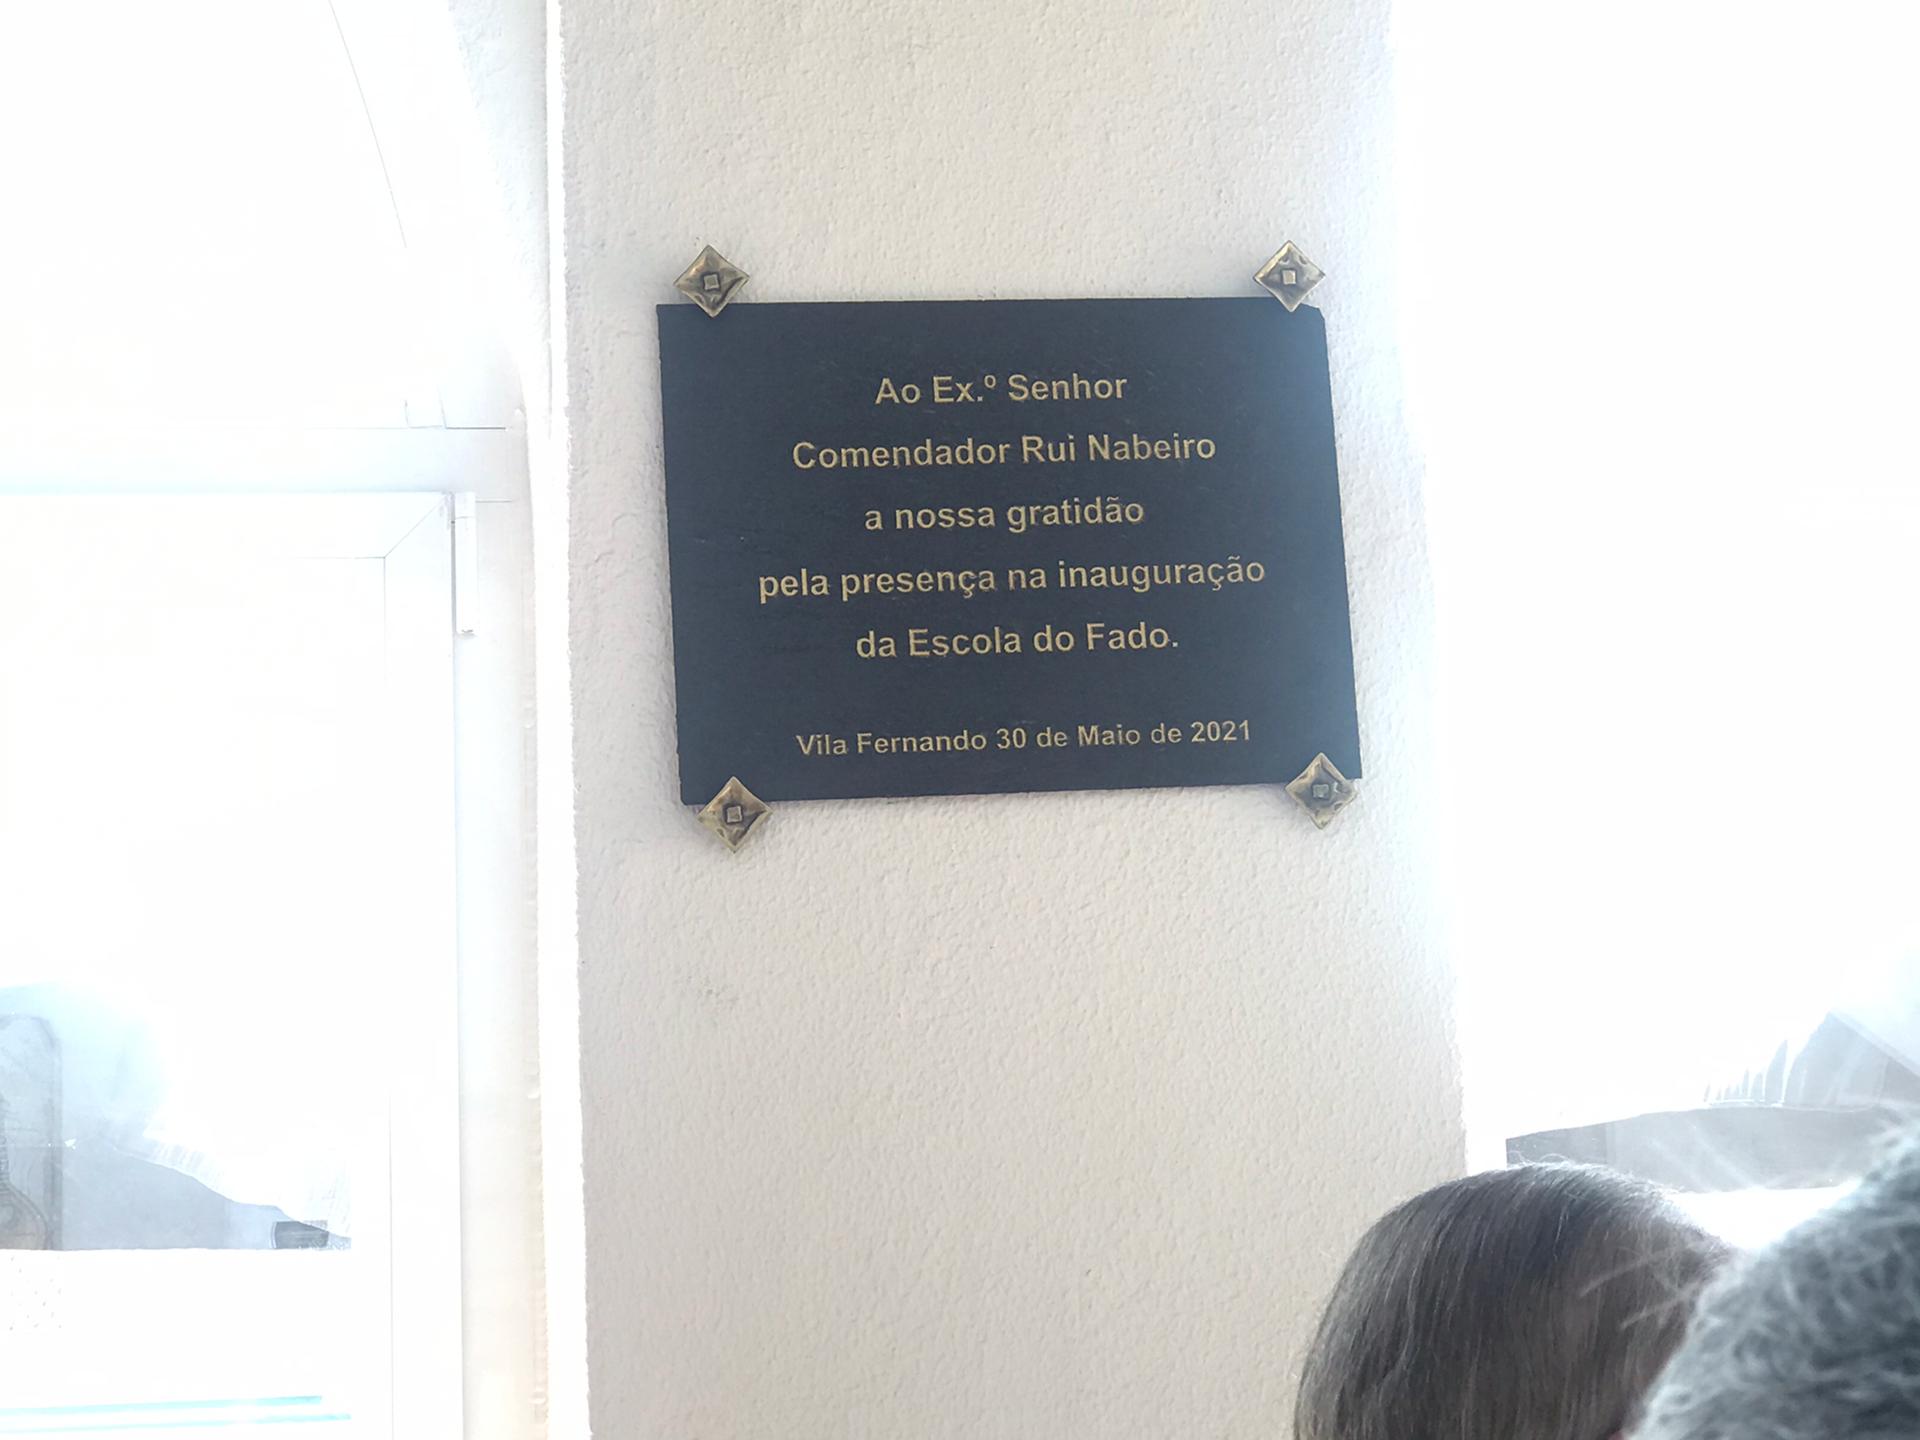 Ao Ex.º Senhor
Comendador Rui Nabeiro
a nossa gratidão
pela presença na inauguração
da Escola do Fado.
Vila Fernando 30 de Maio de 2021